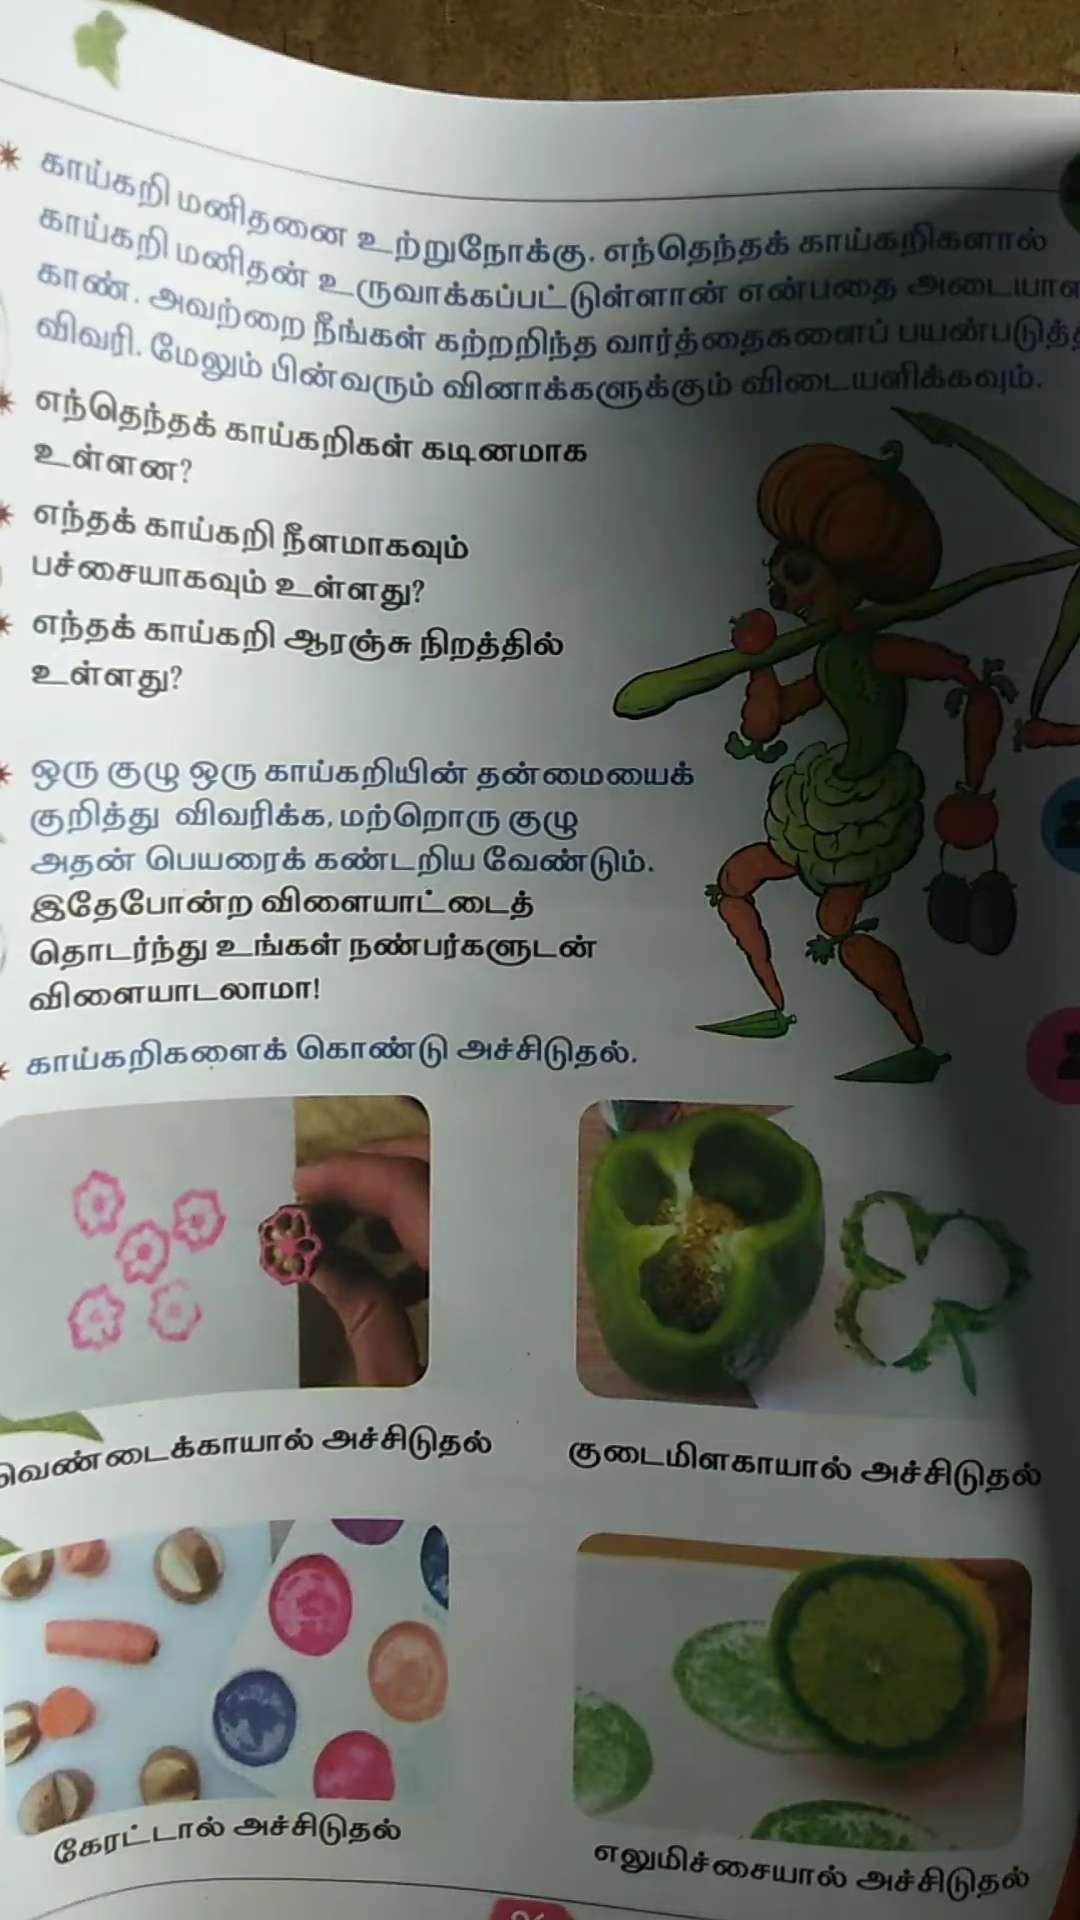 காய்கறி மனிதனை உற்றுநோக்கு. எந்தெந்தக் காய்கறிகளால்
காய்கறி மனிதன் உருவாக்கப்பட்டுள்ளான் என்பதை
காண். அவற்றை நீங்கள் கற்றறிந்த வார்த்தைகளைப்
விவரி. மேலும் பின்வரும் வினாக்களுக்கும் விடையளிக்கவும்.
எந்தெந்தக் காய்கறிகள் கடினமாக
உள்ளன?
எந்தக் காய்கறி நீளமாகவும்
பச்சையாகவும் உள்ளது?
எந்தக் காய்கறி ஆரஞ்சு நிறத்தில்
உள்ளது?
ஒரு குழு ஒரு காய்கறியின் தன்மையைக்
குறித்து விவரிக்க, மற்றொரு குழு
அதன் பெயரைக் கண்டறிய வேண்டும்.
இதேபோன்ற விளையாட்டைத்
தொடர்ந்து உங்கள் நண்பர்களுடன்
விளையாடலாமா!
காய்கறிகளைக் கொண்டு அச்சிடுதல்.
வெண்டைக்காயால் அச்சிடுதல்
குடைமிளகாயால் அச்சிடுதல்
கேரட்டால் அச்சிடுதல்
எலுமிச்சையால் அச்சிடுதல்